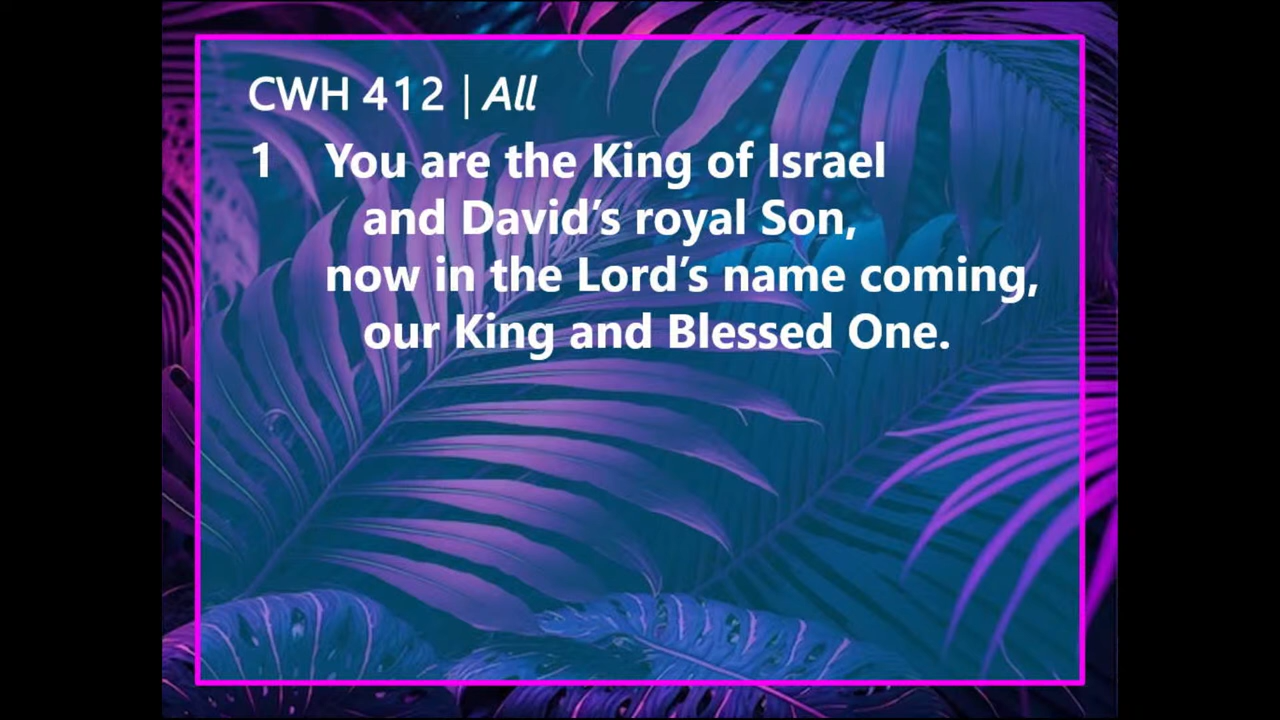 CWH 412 | All
1 You are the King of Israel
and David’s royal Son,
now in the Lord’s name coming,
our King and Blessed One.